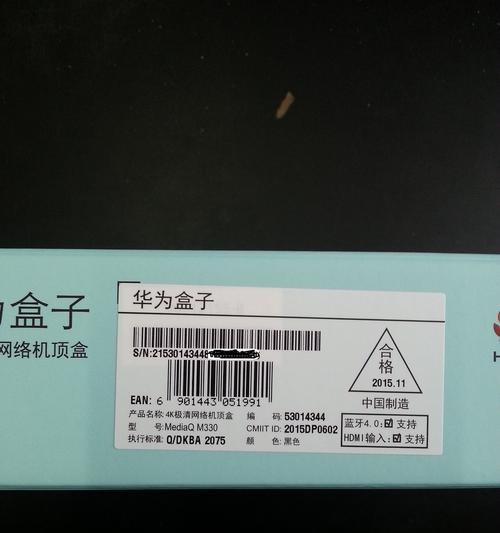 为盒子
网络机顶盒
华为盒子
S/N:2153014344
EAN: 6 901443 051991
产品名称: 4K极清网络机顶盒
编 码: 53014344
型 号: MediaQ M330
CMIIT ID: 2015DP0602
执行标准: Q/DKBA 2075
颜 色: 黑色
合格
2015.11
中国制造
蓝牙4.0: ☑ 支持
HDMI输入: ☑ 支持
H